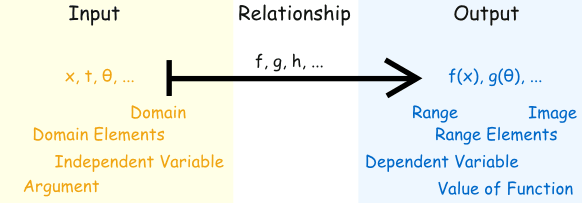 Input Relationship Output
f, g, h, ...
x, t, θ, ... f(x), g(θ), ...
Domain Range Image
Domain Elements Range Elements
Independent Variable Dependent Variable
Argument Value of Function